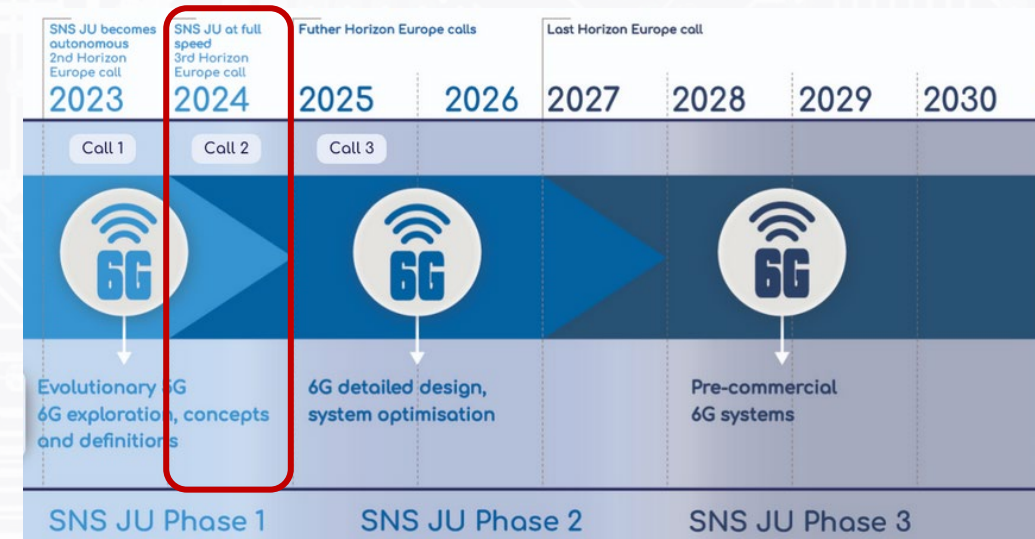 SNS JU becomes
autonomous
2nd Horizon
Europe call
2023
SNS JU at full
speed
3rd Horizon
Europe call
2024
Futher Horizon Europe calls
2025
2026
Last Horizon Europe call
2027
2028
2029
2030
Call 1
Call 2
Call 3
6G
6G
6G
Evolutionary 5G
6G exploration, concepts
and definitions
6G detailed design,
system optimisation
Pre-commercial
6G systems
SNS JU Phase 1
SNS JU Phase 2
SNS JU Phase 3